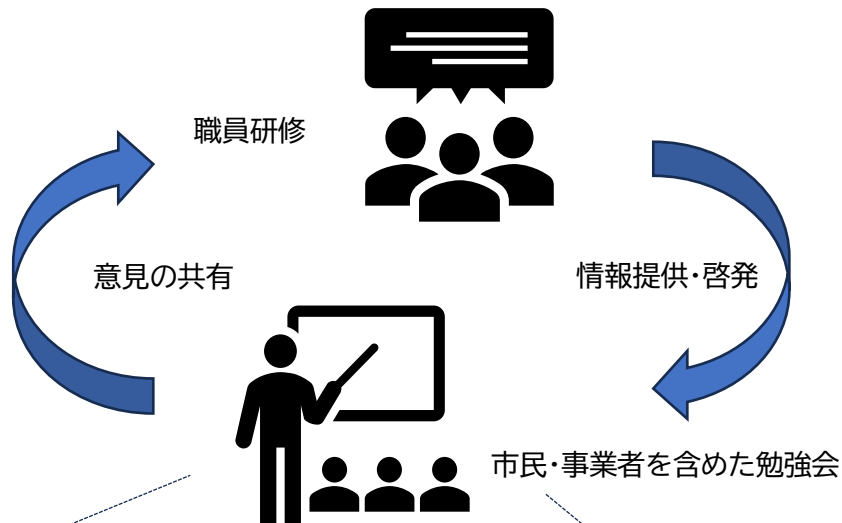 職員研修
意見の共有
情報提供・啓発
市民・事業者を含めた勉強会